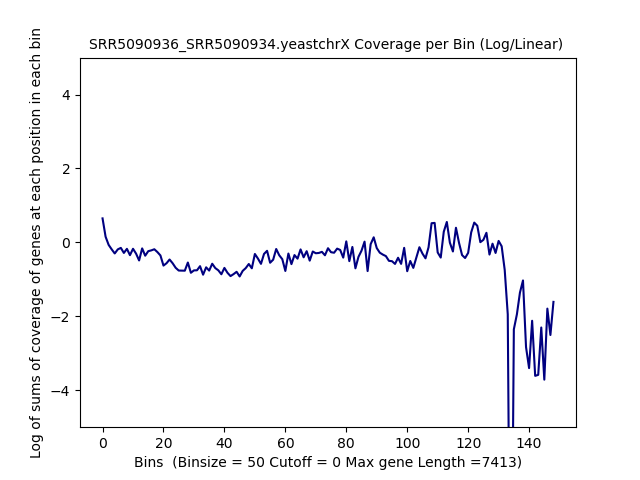 SRR5090936_SRR5090934.yeastchrX Coverage per Bin (Log/Linear)
Log of sums of coverage of genes at each position in each bin
4
2
0
−2
−4
0 20 40 60 80 100 120 140
Bins  (Binsize = 50 Cutoff = 0 Max gene Length =7413)